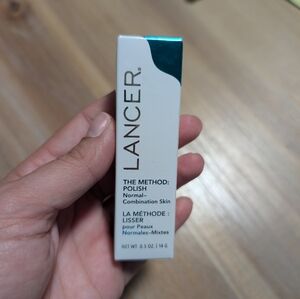 LANCER®
THE METHOD:
POLISH
Normal–
Combination Skin
LA MÉTHODE :
LISSER
pour Peaux
Normales-Mixtes
NET WT. 0.5 OZ. | 14 G